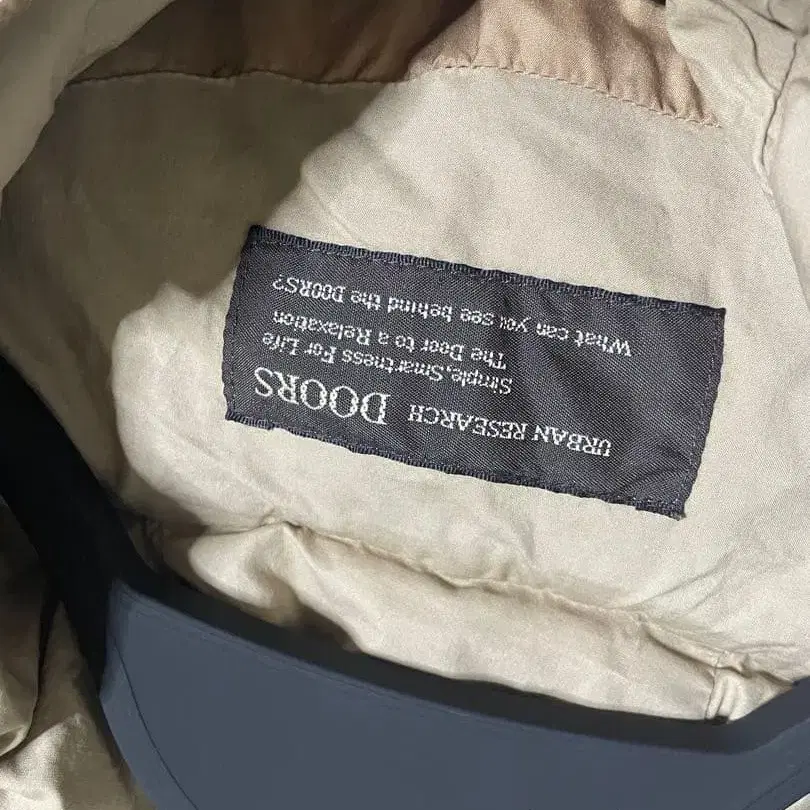 URBAN RESEARCH DOORS
Simple,Smartness For Life
The Door to a Relaxation
What can you see behind the DOORS?